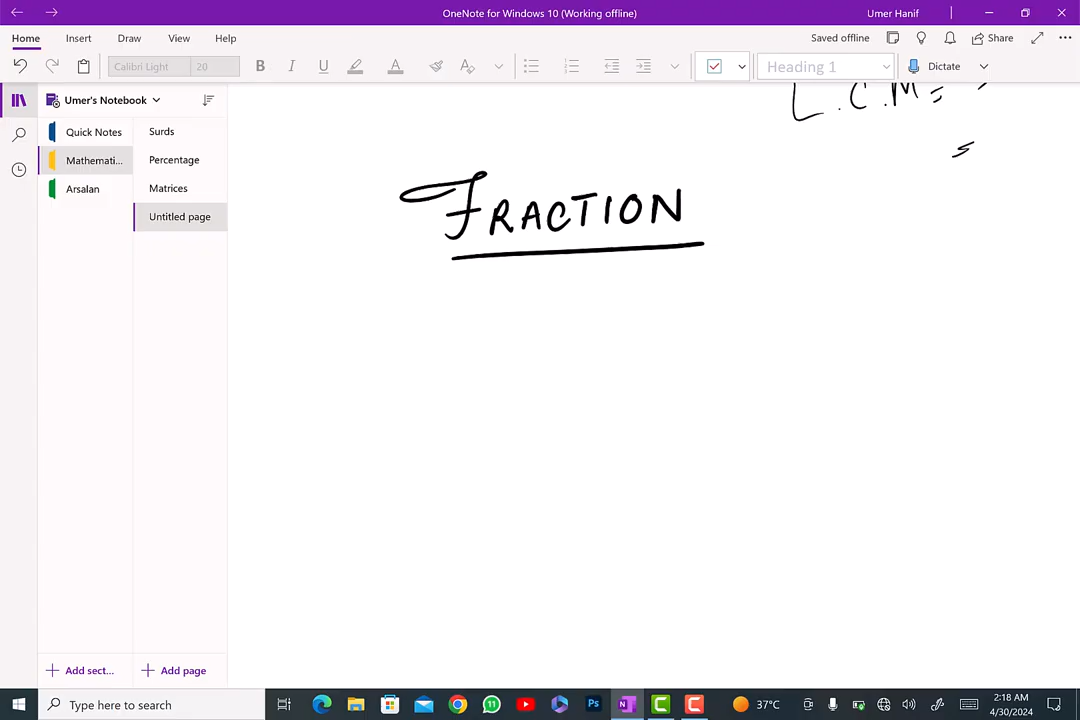 OneNote for Windows 10 (Working offline)
Umer Hanif
Home Insert Draw View Help
Saved offline
Share
Calibri Light 20 B I U A
Heading 1
Dictate
Umer's Notebook
Quick Notes
Mathemati...
Arsalan
Surds
Percentage
Matrices
Untitled page
L.C.M =
FRACTION
+ Add sect...
+ Add page
Type here to search
11
Ps
37°C
2:18 AM
4/30/2024